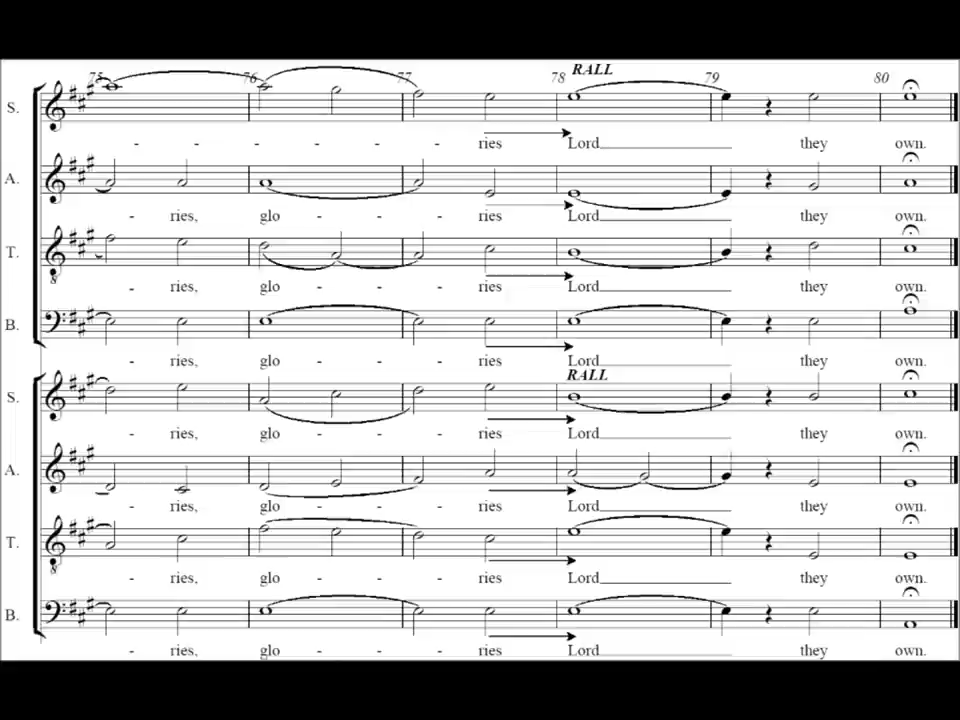 75 76 77 78 RALL 79 80
S.
- - - - - - ries Lord they own.
A.
- ries, glo - - - ries Lord they own.
T.
8
- ries, glo - - - ries Lord they own.
B.
- ries, glo - - - ries Lord they own.
RALL
S.
- ries, glo - - - ries Lord they own.
A.
- ries, glo - - - ries Lord they own.
T.
8
- ries, glo - - - ries Lord they own.
B.
- ries, glo - - - ries Lord they own.